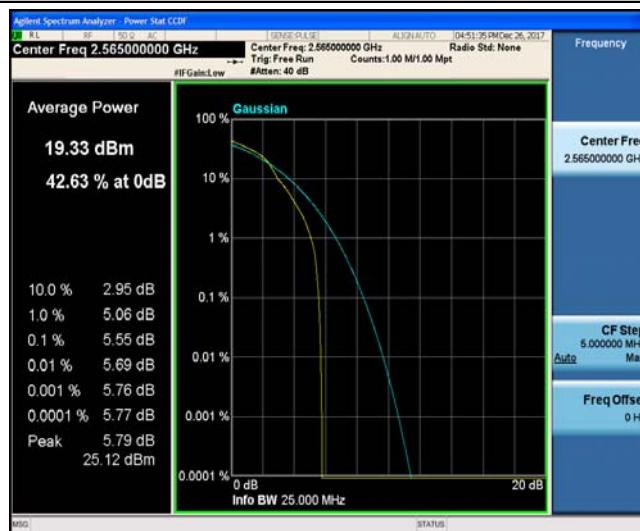 Agilent Spectrum Analyzer - Power Stat CCDF
RL RF 50 Ω AC SENSE:PULSE ALIGN AUTO 04:51:35 PM Dec 26, 2017
Center Freq 2.565000000 GHz
Center Freq: 2.565000000 GHz Radio Std: None
Trig: Free Run Counts:1.00 M/1.00 Mpt
#IFGain:Low #Atten: 40 dB
Frequency
Average Power
19.33 dBm
42.63 % at 0dB
10.0 % 2.95 dB
1.0 % 5.06 dB
0.1 % 5.55 dB
0.01 % 5.69 dB
0.001 % 5.76 dB
0.0001 % 5.77 dB
Peak 5.79 dB
25.12 dBm
Gaussian
100 %
10 %
1 %
0.1 %
0.01 %
0.001 %
0.0001 %
0 dB 20 dB
Info BW 25.000 MHz
Center Fre
2.565000000 GH
CF Step
5.000000 MH
Auto Ma
Freq Offse
0 H
MSG STATUS